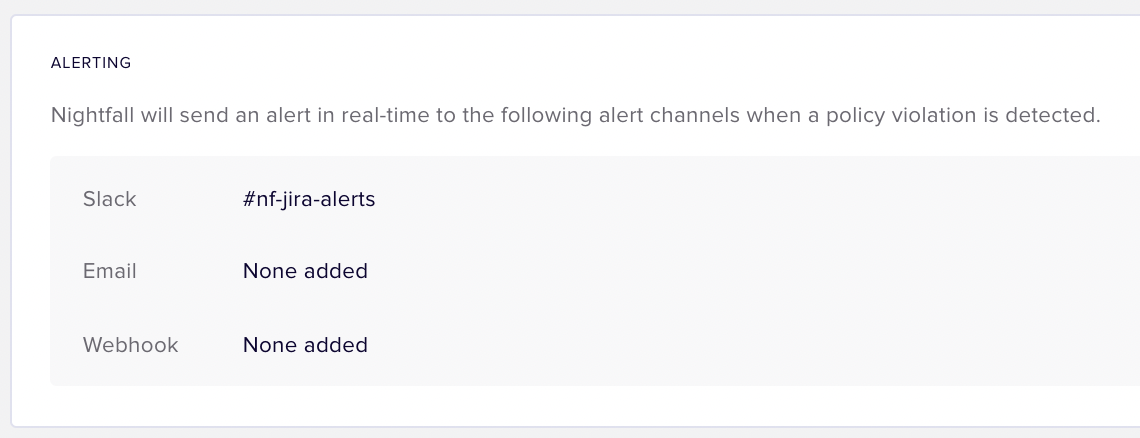 ALERTING
Nightfall will send an alert in real-time to the following alert channels when a policy violation is detected.
Slack #nf-jira-alerts
Email None added
Webhook None added